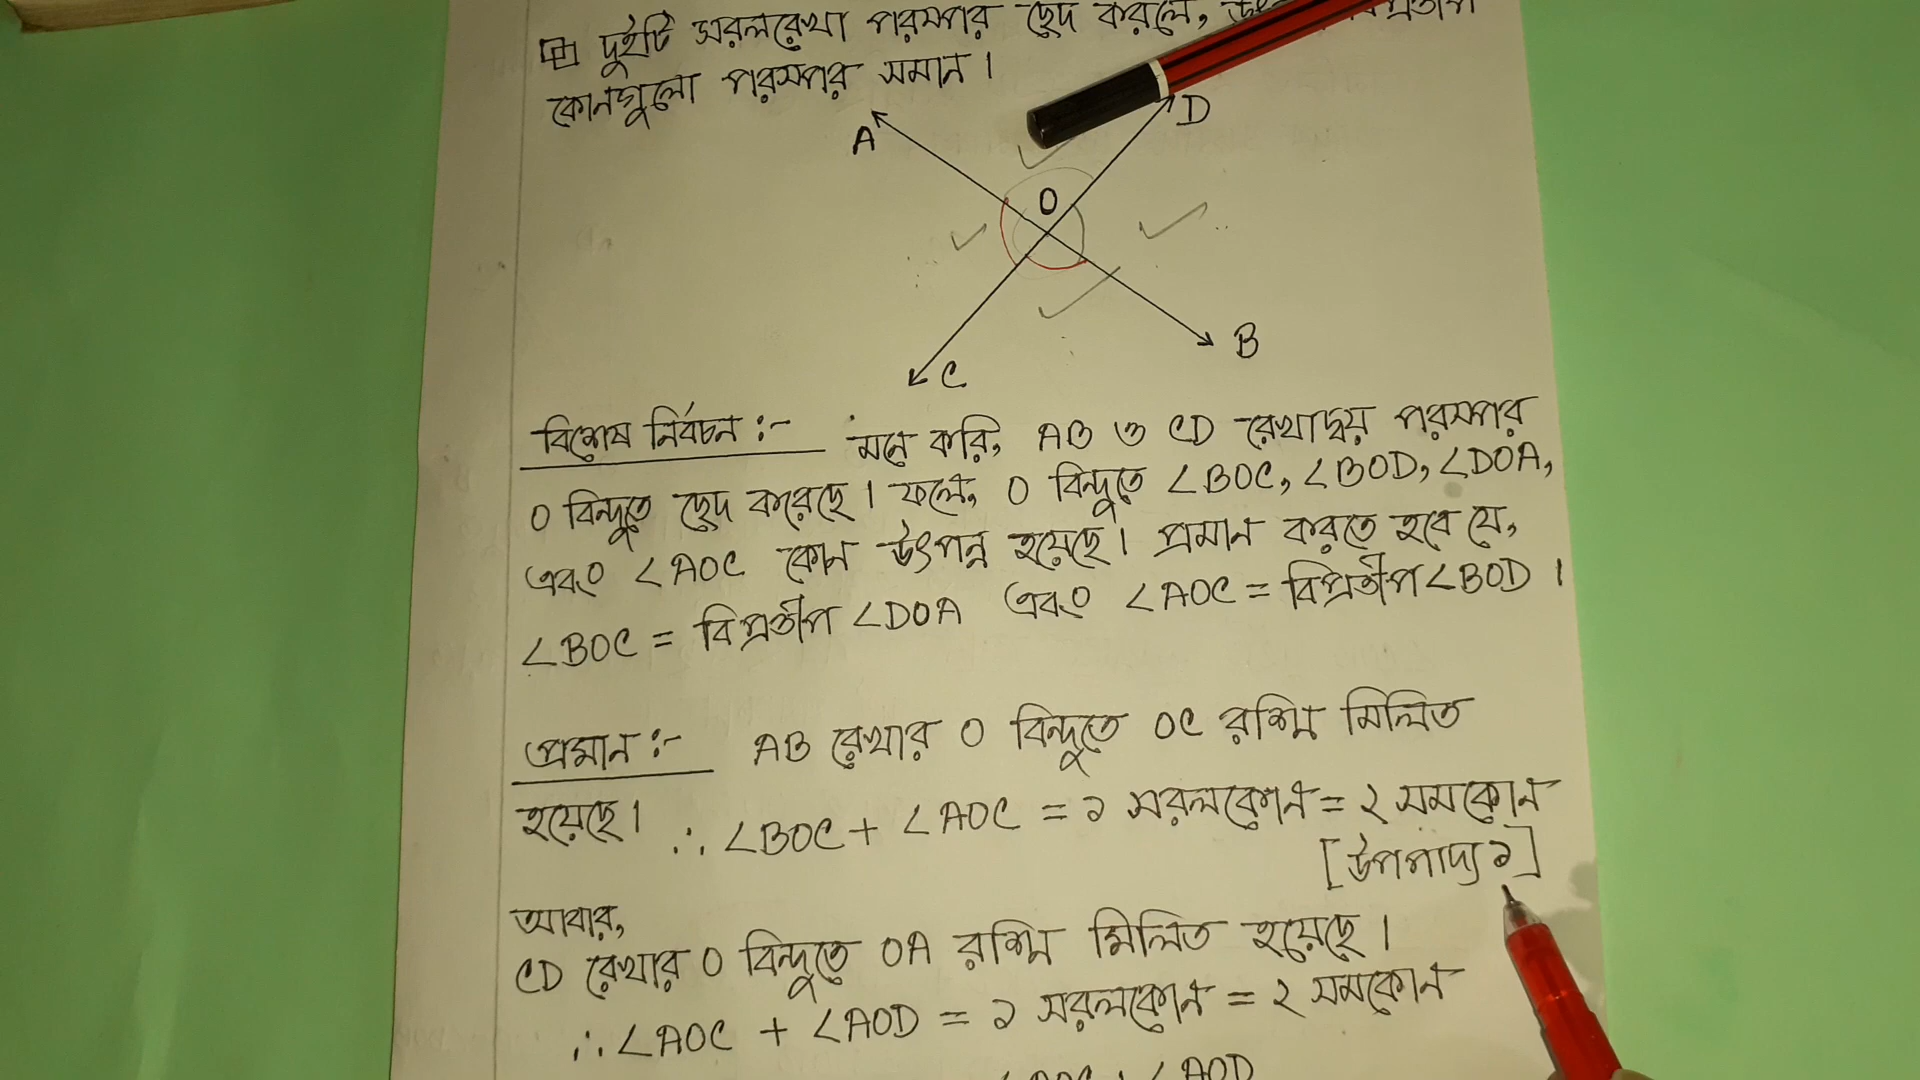 দুইটি সরলরেখা পরস্পর ছেদ করলে,
কোনগুলো পরস্পর সমান।
A
D
O
B
C
বিশেষ নির্বচন :- মনে করি, AB ও CD রেখাদ্বয় পরস্পর
O বিন্দুতে ছেদ করেছে। ফলে, O বিন্দুতে ∠BOC, ∠BOD, ∠DOA,
এবং ∠AOC কোন উৎপন্ন হয়েছে। প্রমান করতে হবে যে,
∠BOC = বিপ্রতীপ ∠DOA এবং ∠AOC = বিপ্রতীপ ∠BOD ।
প্রমান :- AB রেখার O বিন্দুতে OC রশ্মি মিলিত
হয়েছে। ∴ ∠BOC + ∠AOC = ১ সরলকোন = ২ সমকোন
[উপপাদ্য ১]
আবার,
CD রেখার O বিন্দুতে OA রশ্মি মিলিত হয়েছে।
∴ ∠AOC + ∠AOD = ১ সরলকোন = ২ সমকোন
∠AOD